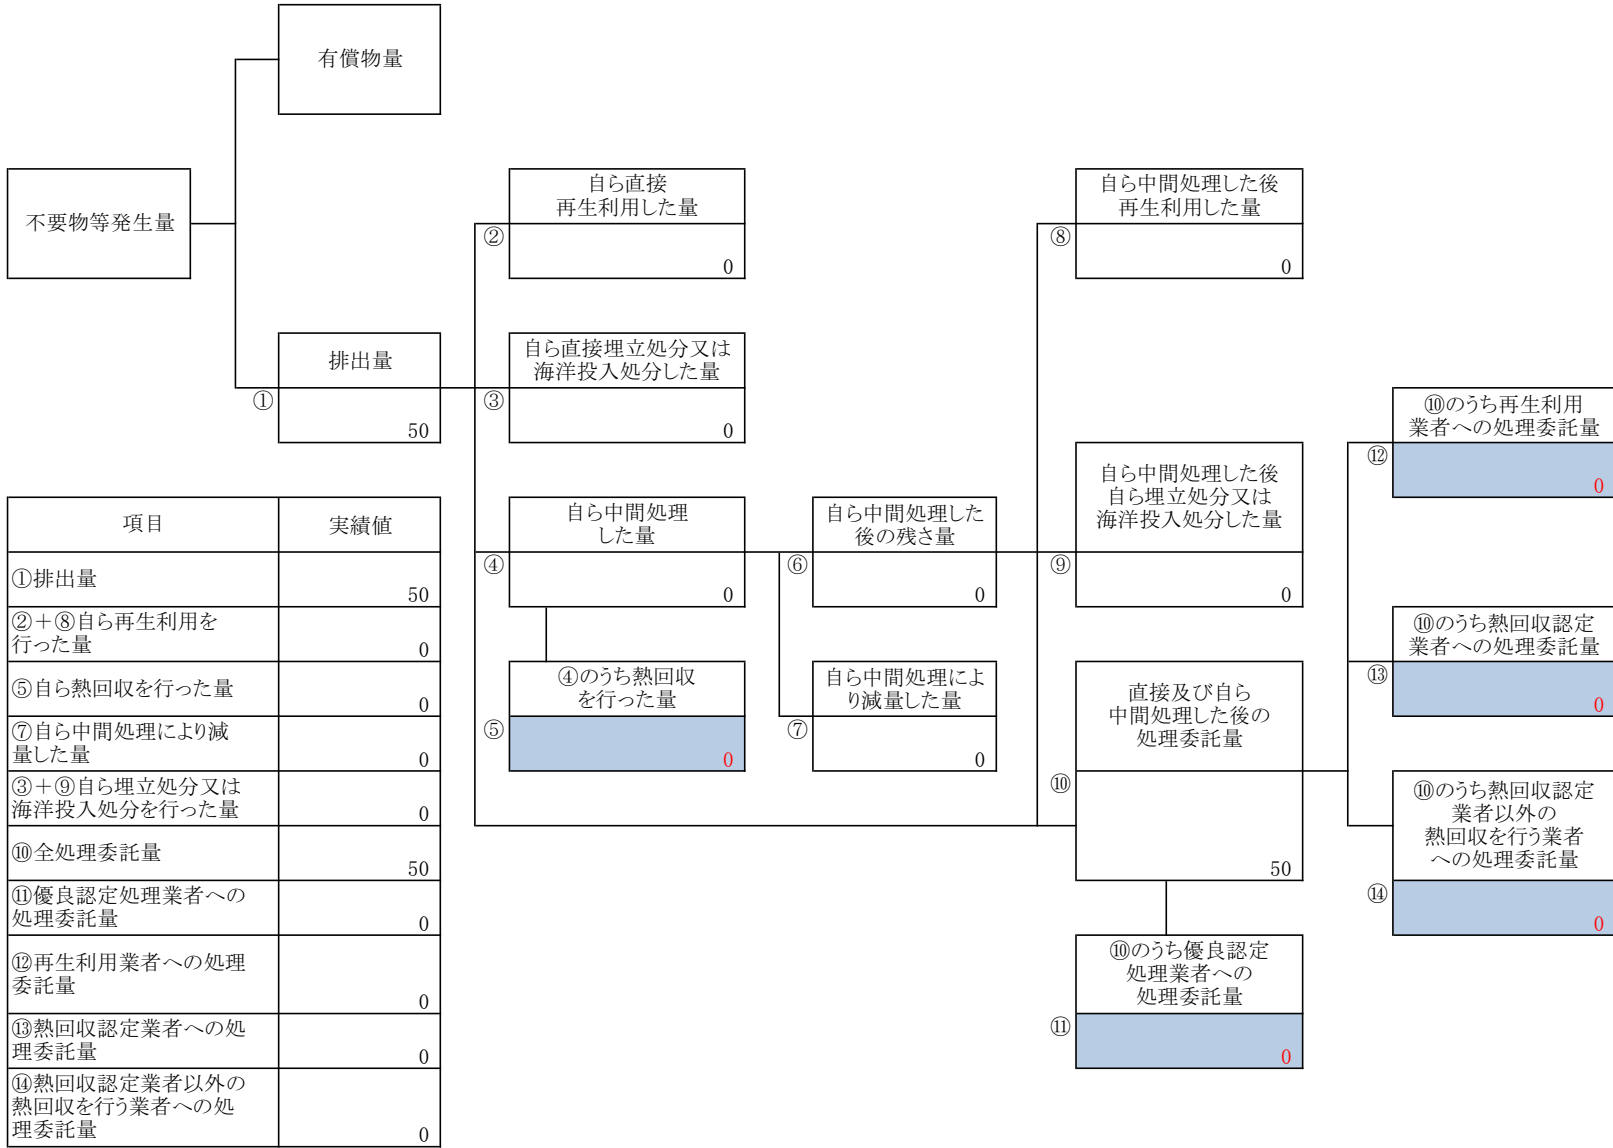 有償物量
不要物等発生量
自ら直接
再生利用した量
②
0
自ら中間処理した後
再生利用した量
⑧
0
排出量
①
50
自ら直接埋立処分又は
海洋投入処分した量
③
0
⑩のうち再生利用
業者への処理委託量
⑫
0
自ら中間処理した後
自ら埋立処分又は
海洋投入処分した量
⑨
0
自ら中間処理
した量
④
0
自ら中間処理した
後の残さ量
⑥
0
⑩のうち熱回収認定
業者への処理委託量
⑬
0
④のうち熱回収
を行った量
⑤
0
自ら中間処理によ
り減量した量
⑦
0
直接及び自ら
中間処理した後の
処理委託量
⑩
50
⑩のうち熱回収認定
業者以外の
熱回収を行う業者
への処理委託量
⑭
0
⑩のうち優良認定
処理業者への
処理委託量
⑪
0
項目 実績値
①排出量
50
②+⑧自ら再生利用を
行った量
0
⑤自ら熱回収を行った量
0
⑦自ら中間処理により減
量した量
0
③+⑨自ら埋立処分又は
海洋投入処分を行った量
0
⑩全処理委託量
50
⑪優良認定処理業者への
処理委託量
0
⑫再生利用業者への処理
委託量
0
⑬熱回収認定業者への処
理委託量
0
⑭熱回収認定業者以外の
熱回収を行う業者への処
理委託量
0